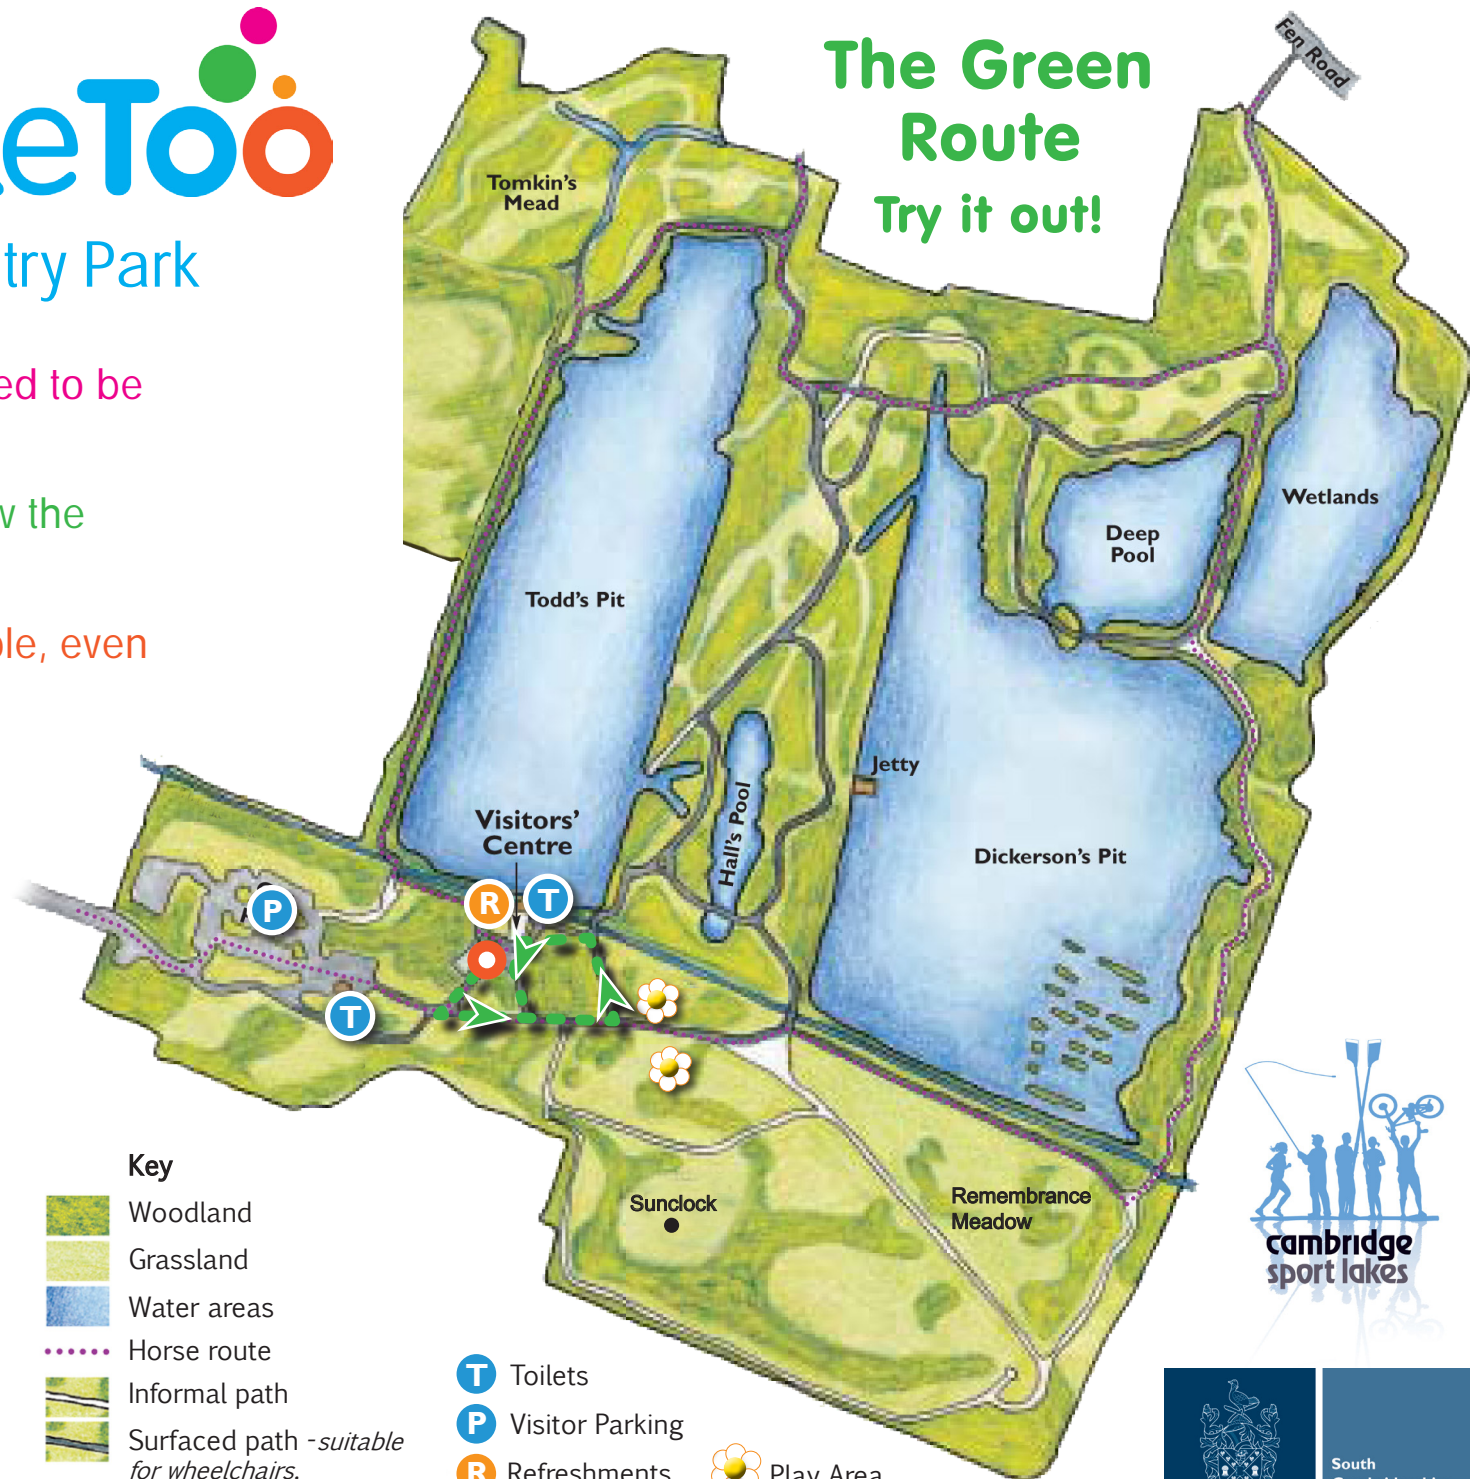 eToo
try Park
ed to be
w the
ole, even
The Green
Route
Try it out!
Fen Road
Tomkin's
Mead
Wetlands
Deep
Pool
Todd's Pit
Jetty
Hall's Pool
Visitors'
Centre
Dickerson's Pit
R
T
P
T
Sunclock
Remembrance
Meadow
Key
Woodland
Grassland
Water areas
Horse route
Informal path
Surfaced path - suitable
for wheelchairs.
T Toilets
P Visitor Parking
R Refreshments
Play Area
cambridge
sport lakes
South